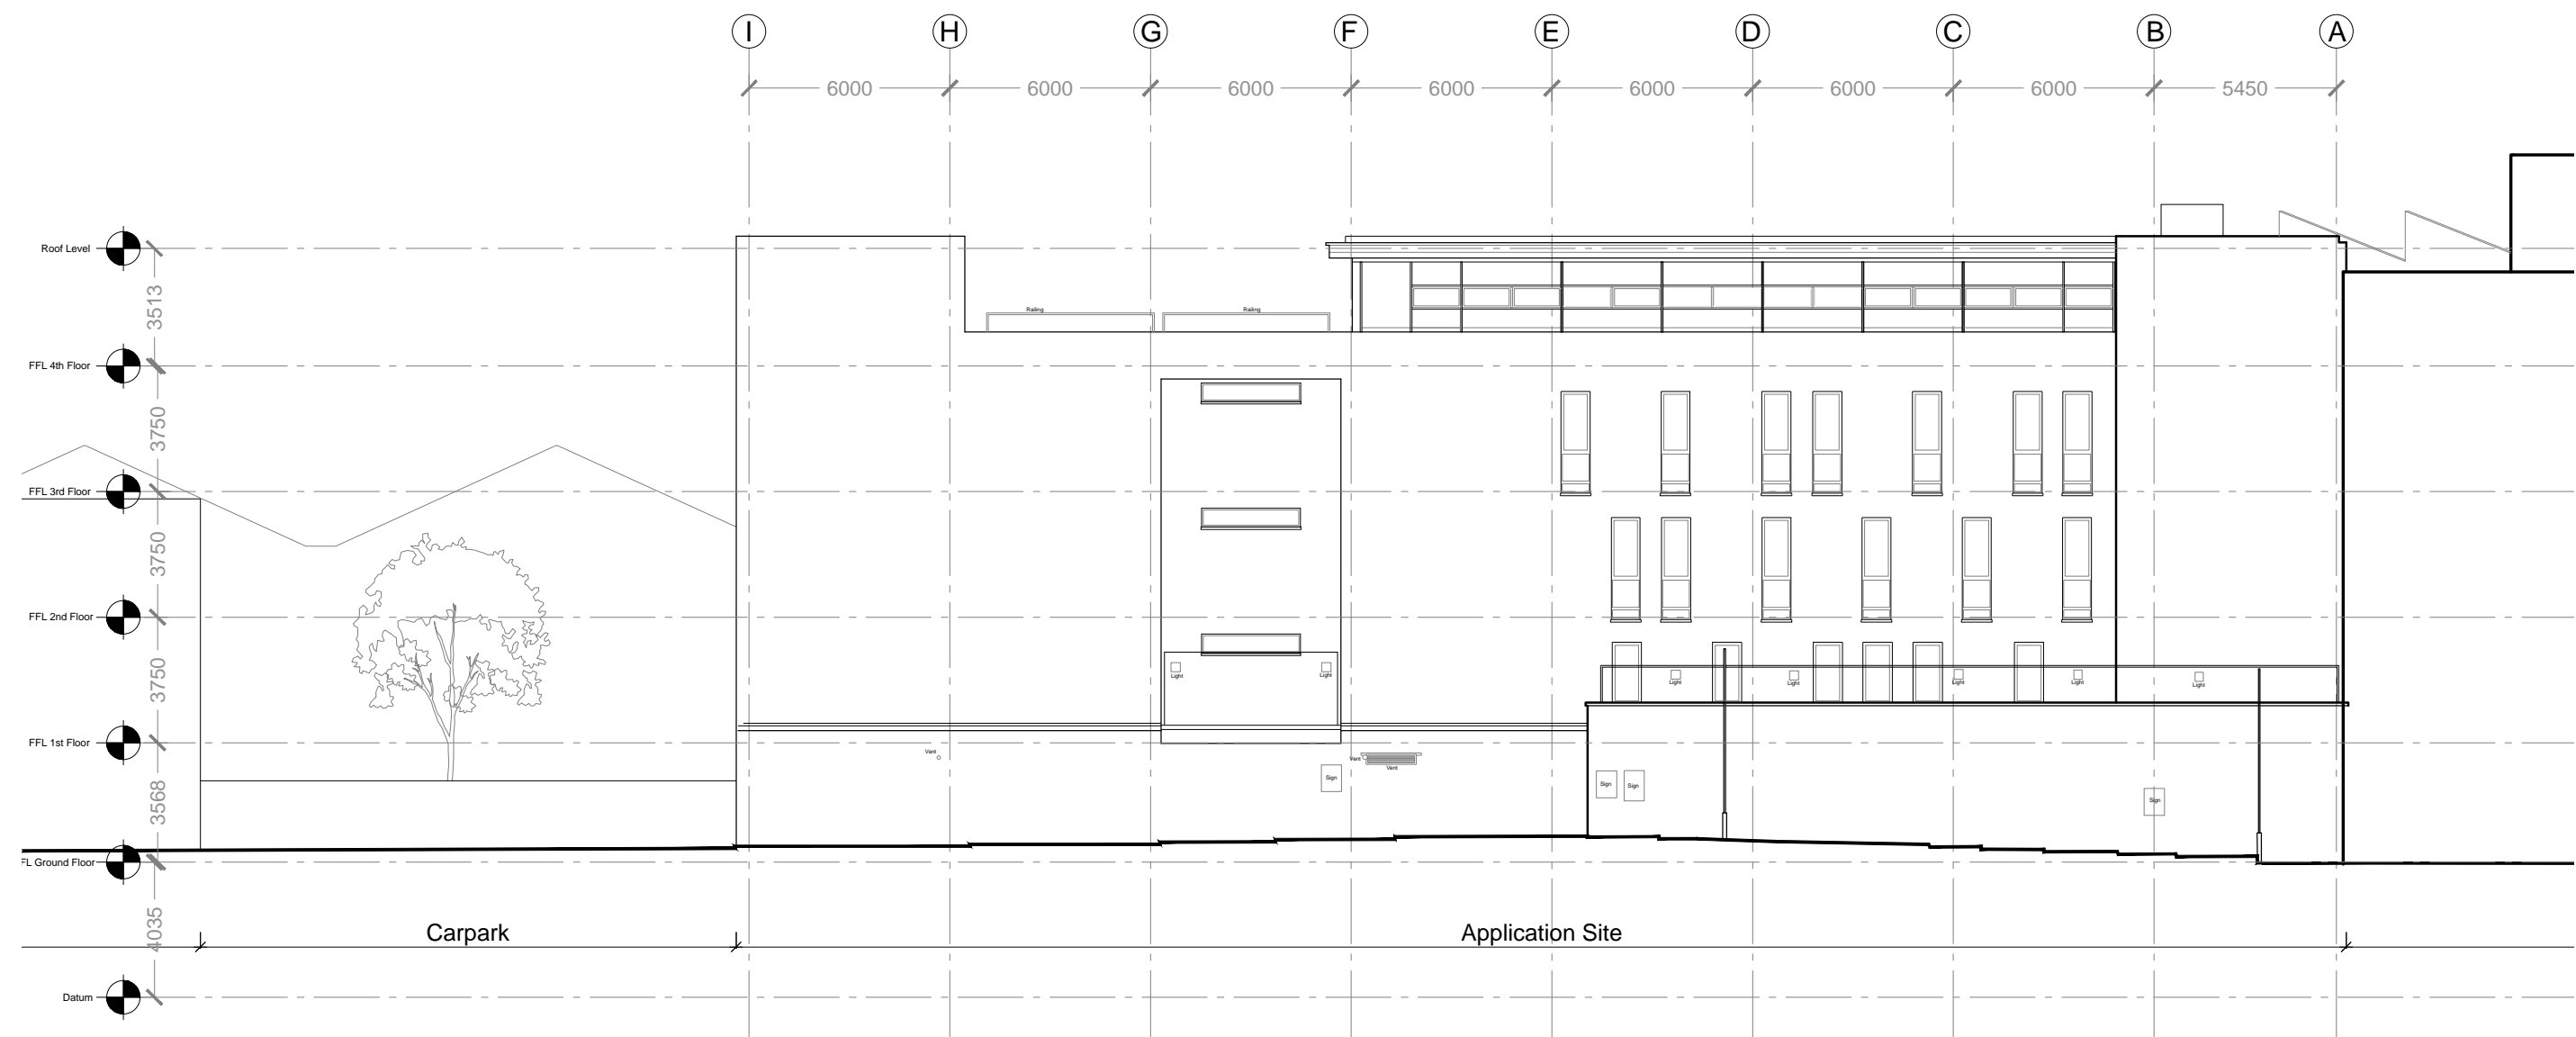 I H G F E D C B A
6000 6000 6000 6000 6000 6000 6000 5450
Roof Level
3513
Railing Railing
FFL 4th Floor
3750
FFL 3rd Floor
3750
FFL 2nd Floor
3750
Light Light Light Light Light Light Light
FFL 1st Floor
Vent Vent
Vent
Sign Sign Sign Sign
3568
FL Ground Floor
4035
Carpark Application Site
Datum